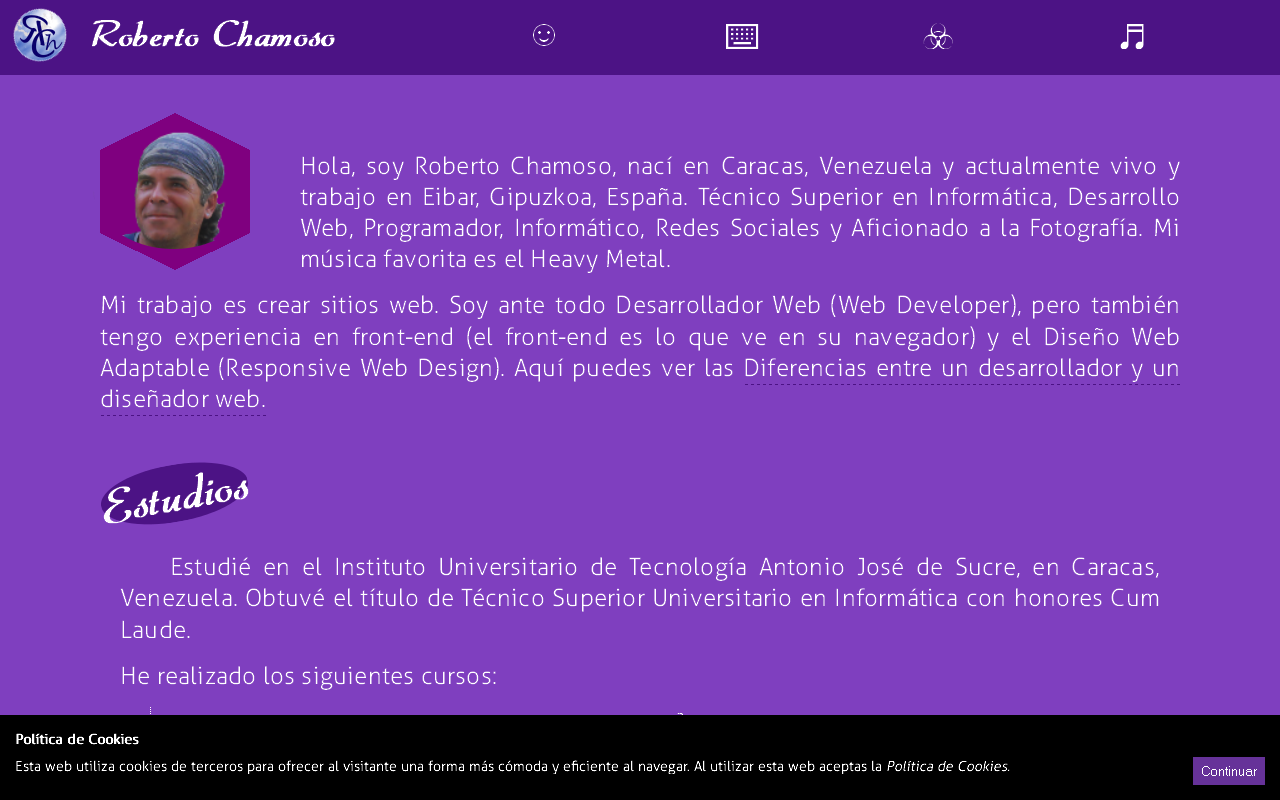 Roberto Chamoso
Hola, soy Roberto Chamoso, nací en Caracas, Venezuela y actualmente vivo y
trabajo en Eibar, Gipuzkoa, España. Técnico Superior en Informática, Desarrollo
Web, Programador, Informático, Redes Sociales y Aficionado a la Fotografía. Mi
música favorita es el Heavy Metal.
Mi trabajo es crear sitios web. Soy ante todo Desarrollador Web (Web Developer), pero también
tengo experiencia en front-end (el front-end es lo que ve en su navegador) y el Diseño Web
Adaptable (Responsive Web Design). Aquí puedes ver las Diferencias entre un desarrollador y un
diseñador web.
Estudios
Estudié en el Instituto Universitario de Tecnología Antonio José de Sucre, en Caracas,
Venezuela. Obtuvé el título de Técnico Superior Universitario en Informática con honores Cum
Laude.
He realizado los siguientes cursos:
Política de Cookies
Esta web utiliza cookies de terceros para ofrecer al visitante una forma más cómoda y eficiente al navegar. Al utilizar esta web aceptas la Política de Cookies.
Continuar